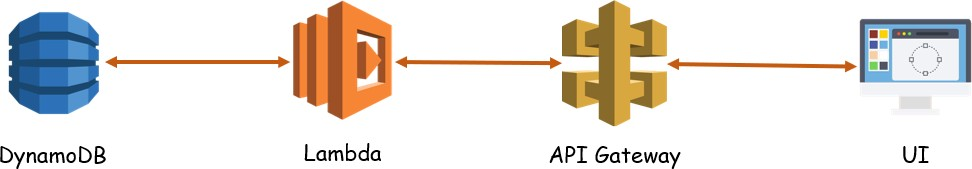 DynamoDB
Lambda
API Gateway
UI